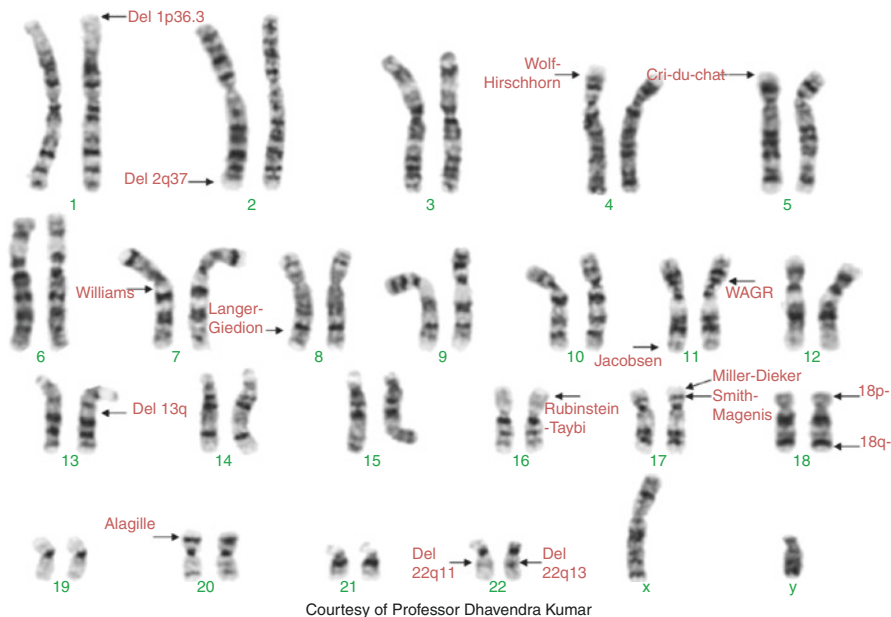 Del 1p36.3
Wolf-
Hirschhorn
Cri-du-chat
Del 2q37
1
2
3
4
5
Williams
Langer-
Giedion
WAGR
Jacobsen
6
7
8
9
10
11
12
Del 13q
Rubinstein
-Taybi
Miller-Dieker
Smith-
Magenis
18p-
18q-
13
14
15
16
17
18
Alagille
Del
22q11
Del
22q13
19
20
21
22
x
y
Courtesy of Professor Dhavendra Kumar